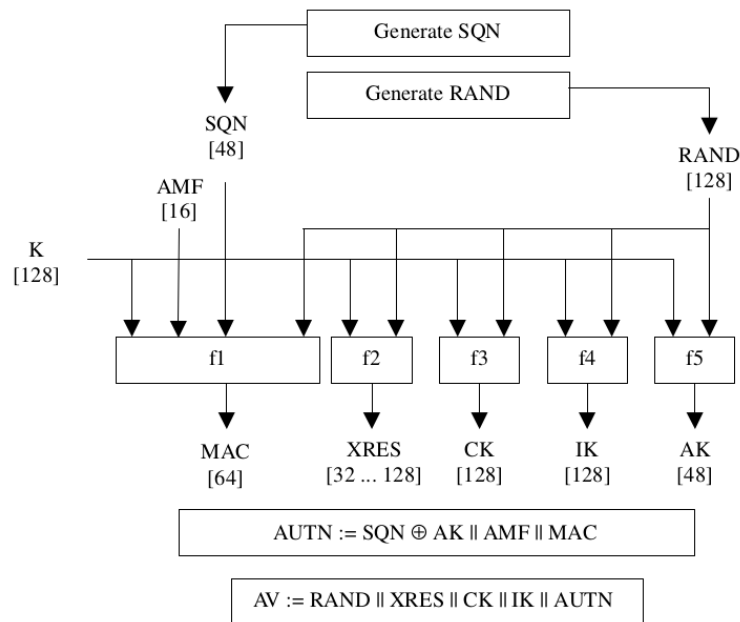 Generate SQN
Generate RAND
SQN
[48]
RAND
[128]
AMF
[16]
K
[128]
f1
f2
f3
f4
f5
MAC
[64]
XRES
[32 ... 128]
CK
[128]
IK
[128]
AK
[48]
AUTN := SQN ⊕ AK || AMF || MAC
AV := RAND || XRES || CK || IK || AUTN